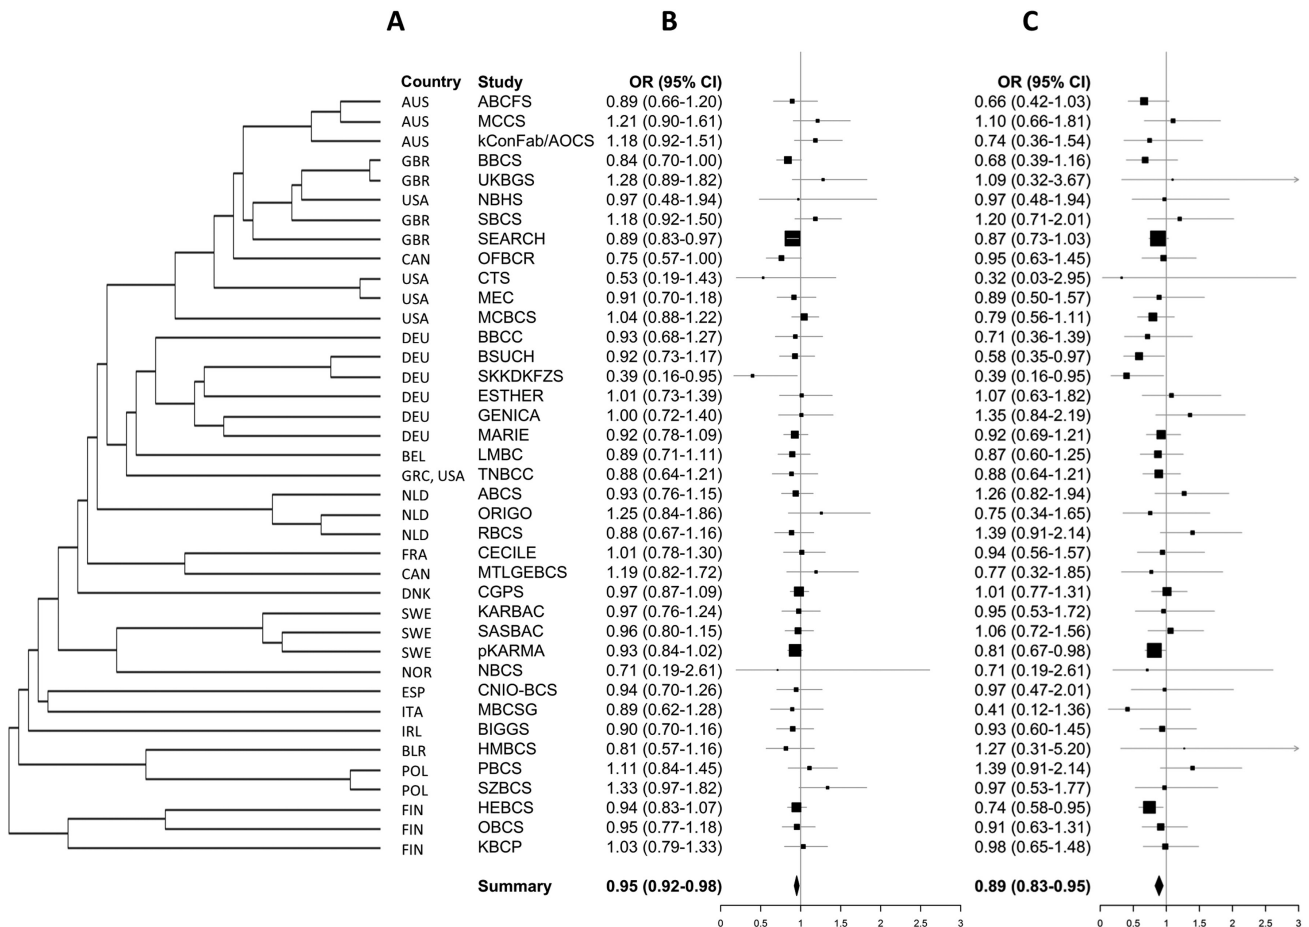 A B C
Country Study OR (95% CI) OR (95% CI)
AUS ABCFS 0.89 (0.66-1.20) 0.66 (0.42-1.03)
AUS MCCS 1.21 (0.90-1.61) 1.10 (0.66-1.81)
AUS kConFab/AOCS 1.18 (0.92-1.51) 0.74 (0.36-1.54)
GBR BBCS 0.84 (0.70-1.00) 0.68 (0.39-1.16)
GBR UKBGS 1.28 (0.89-1.82) 1.09 (0.32-3.67)
USA NBHS 0.97 (0.48-1.94) 0.97 (0.48-1.94)
GBR SBCS 1.18 (0.92-1.50) 1.20 (0.71-2.01)
GBR SEARCH 0.89 (0.83-0.97) 0.87 (0.73-1.03)
CAN OFBCR 0.75 (0.57-1.00) 0.95 (0.63-1.45)
USA CTS 0.53 (0.19-1.43) 0.32 (0.03-2.95)
USA MEC 0.91 (0.70-1.18) 0.89 (0.50-1.57)
USA MCBCS 1.04 (0.88-1.22) 0.79 (0.56-1.11)
DEU BBCC 0.93 (0.68-1.27) 0.71 (0.36-1.39)
DEU BSUCH 0.92 (0.73-1.17) 0.58 (0.35-0.97)
DEU SKKDKFZS 0.39 (0.16-0.95) 0.39 (0.16-0.95)
DEU ESTHER 1.01 (0.73-1.39) 1.07 (0.63-1.82)
DEU GENICA 1.00 (0.72-1.40) 1.35 (0.84-2.19)
DEU MARIE 0.92 (0.78-1.09) 0.92 (0.69-1.21)
BEL LMBC 0.89 (0.71-1.11) 0.87 (0.60-1.25)
GRC, USA TNBCC 0.88 (0.64-1.21) 0.88 (0.64-1.21)
NLD ABCS 0.93 (0.76-1.15) 1.26 (0.82-1.94)
NLD ORIGO 1.25 (0.84-1.86) 0.75 (0.34-1.65)
NLD RBCS 0.88 (0.67-1.16) 1.39 (0.91-2.14)
FRA CECILE 1.01 (0.78-1.30) 0.94 (0.56-1.57)
CAN MTLGEBCS 1.19 (0.82-1.72) 0.77 (0.32-1.85)
DNK CGPS 0.97 (0.87-1.09) 1.01 (0.77-1.31)
SWE KARBAC 0.97 (0.76-1.24) 0.95 (0.53-1.72)
SWE SASBAC 0.96 (0.80-1.15) 1.06 (0.72-1.56)
SWE pKARMA 0.93 (0.84-1.02) 0.81 (0.67-0.98)
NOR NBCS 0.71 (0.19-2.61) 0.71 (0.19-2.61)
ESP CNIO-BCS 0.94 (0.70-1.26) 0.97 (0.47-2.01)
ITA MBCSG 0.89 (0.62-1.28) 0.41 (0.12-1.36)
IRL BIGGS 0.90 (0.70-1.16) 0.93 (0.60-1.45)
BLR HMBCS 0.81 (0.57-1.16) 1.27 (0.31-5.20)
POL PBCS 1.11 (0.84-1.45) 1.39 (0.91-2.14)
POL SZBCS 1.33 (0.97-1.82) 0.97 (0.53-1.77)
FIN HEBCS 0.94 (0.83-1.07) 0.74 (0.58-0.95)
FIN OBCS 0.95 (0.77-1.18) 0.91 (0.63-1.31)
FIN KBCP 1.03 (0.79-1.33) 0.98 (0.65-1.48)
Summary 0.95 (0.92-0.98) 0.89 (0.83-0.95)
0 0.5 1 1.5 2 2.5 3 0 0.5 1 1.5 2 2.5 3